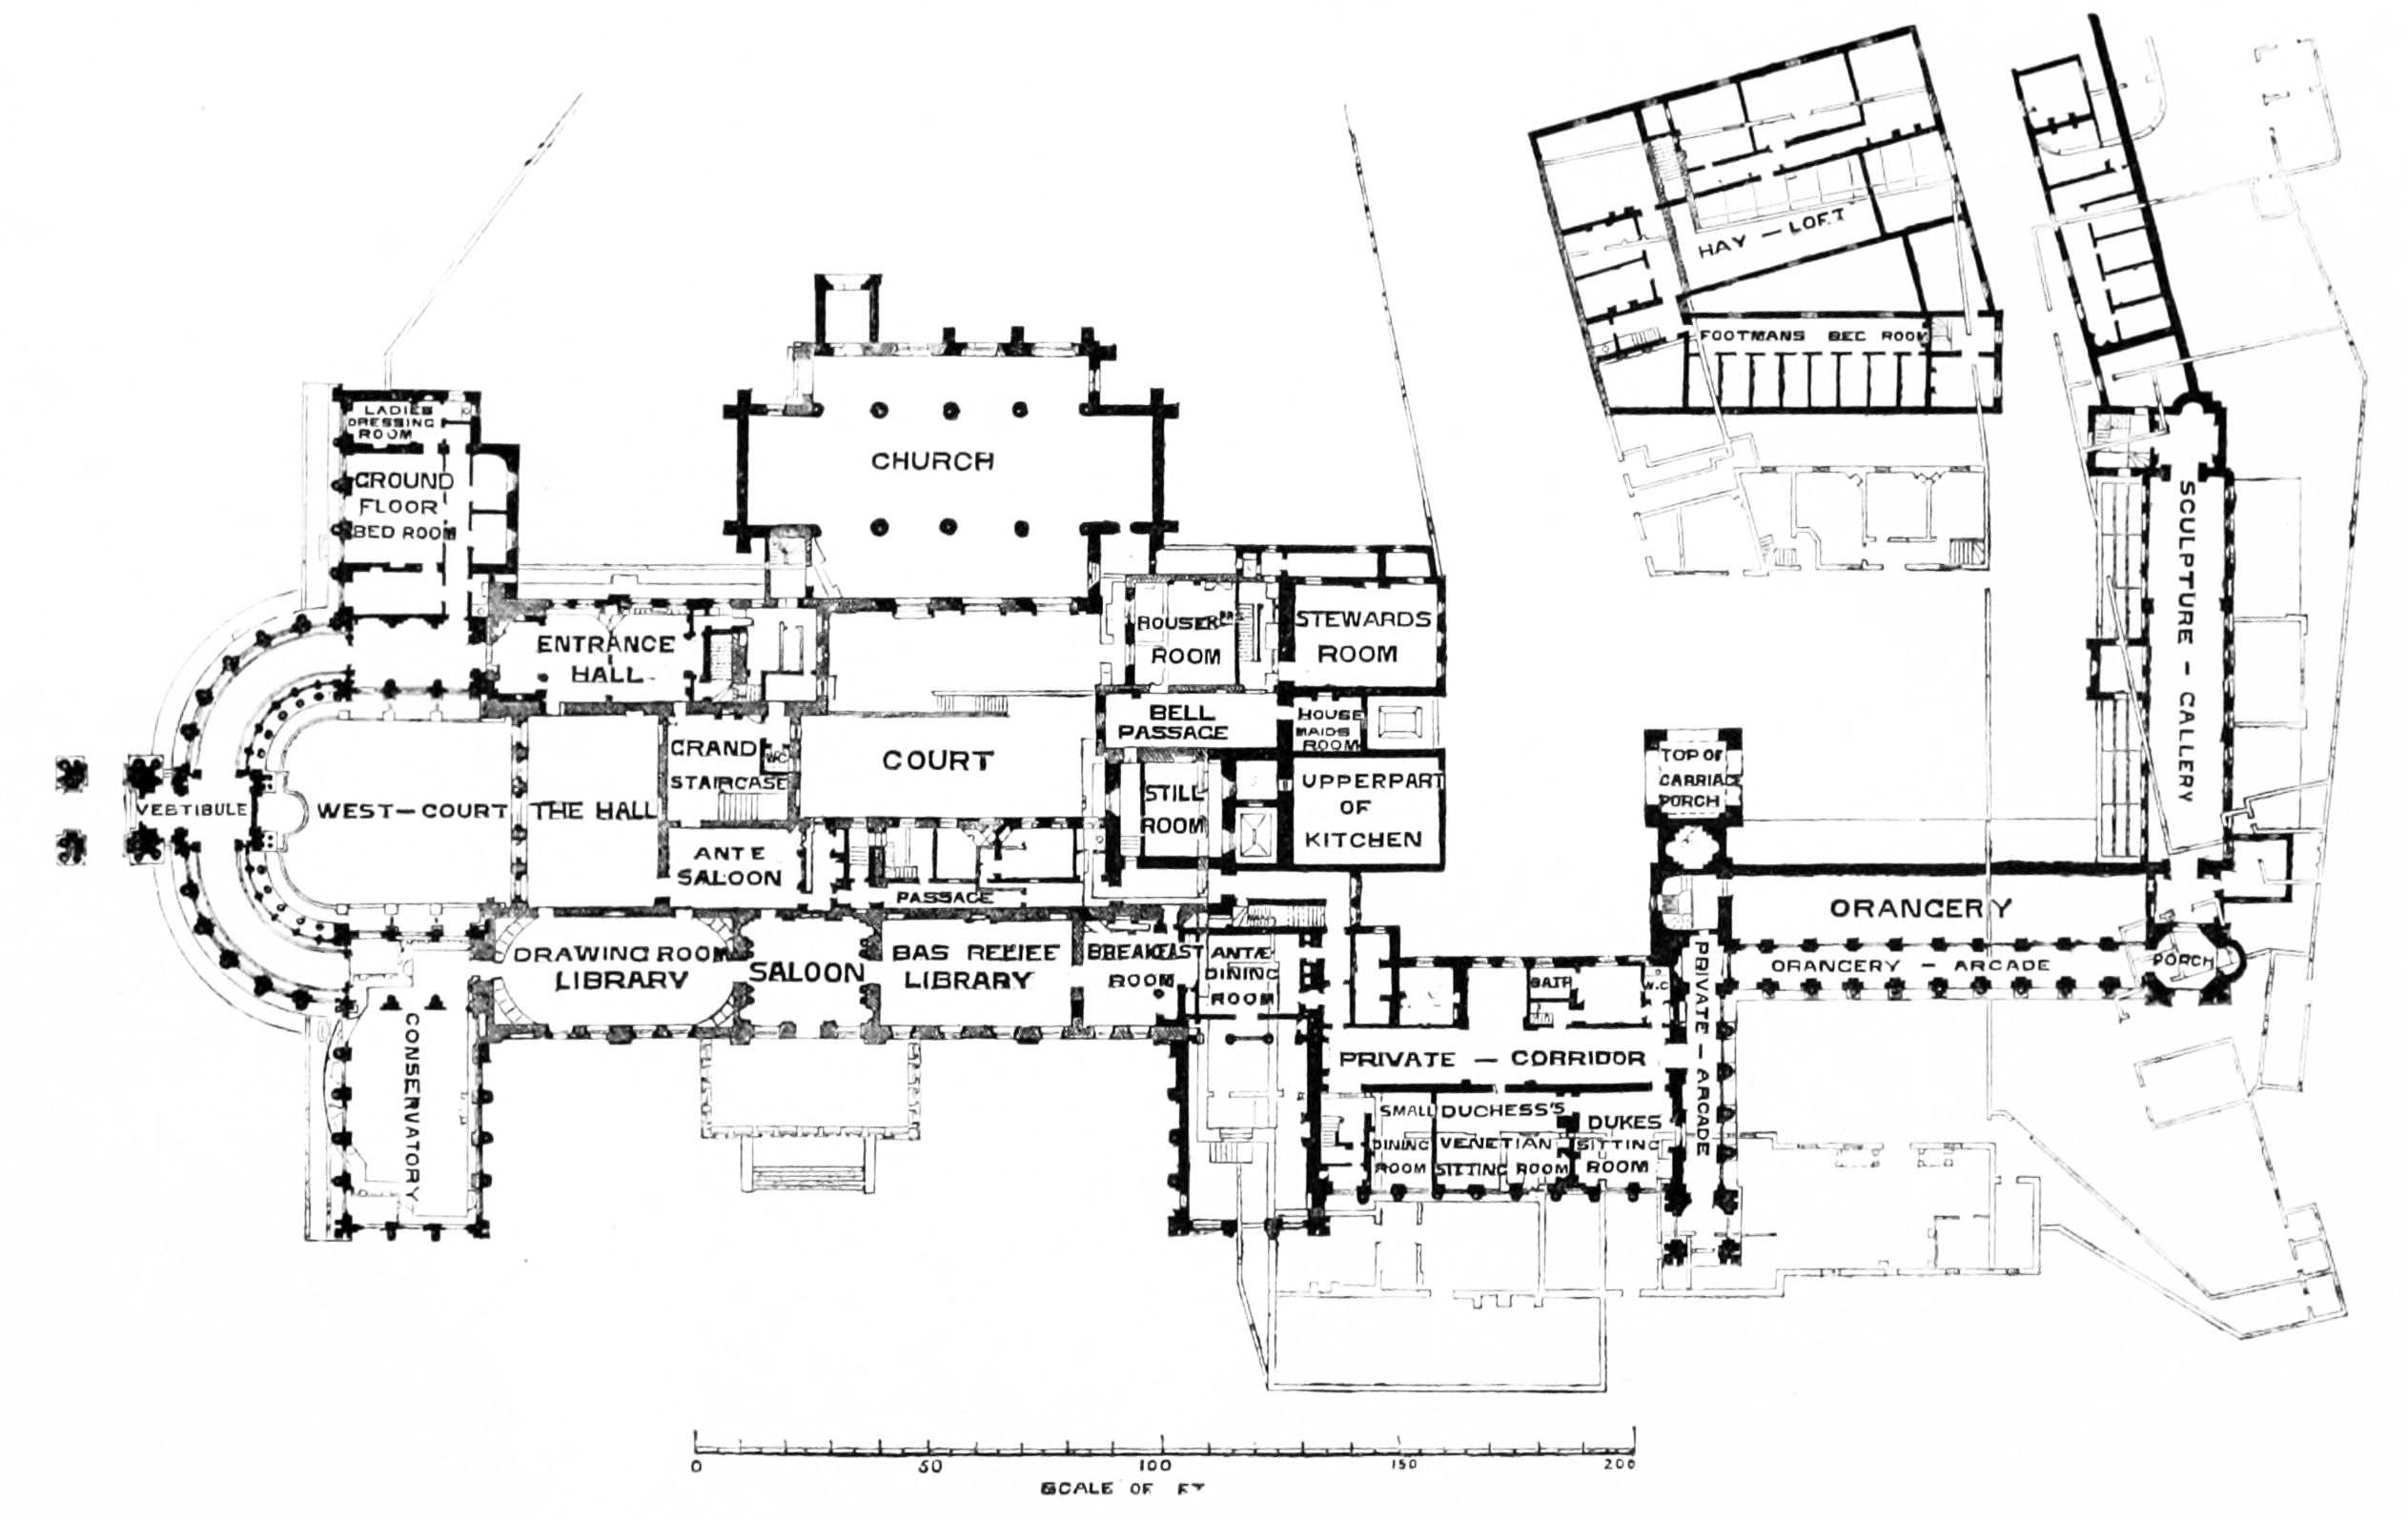 HAY — LOFT
FOOTMANS BED ROOM
LADIES
DRESSING
ROOM
GROUND
FLOOR
BED ROOM
CHURCH
SCULPTURE — GALLERY
ENTRANCE
HALL
HOUSEK PRS
ROOM
STEWARDS
ROOM
BELL
PASSAGE
HOUSE
MAIDS
ROOM
GRAND
STAIRCASE
W.C
COURT
TOP OF
CARRIAGE
PORCH
VESTIBULE
WEST—COURT
THE HALL
STILL
ROOM
UPPERPART
OF
KITCHEN
ANTE
SALOON
PASSAGE
ORANGERY
DRAWING ROOM
LIBRARY
SALOON
BAS RELIEF
LIBRARY
BREAKFAST
ROOM
ANTÆ
DINING
ROOM
BATH
W.C
PRIVATE — ARCADE
ORANGERY — ARCADE
PORCH
CONSERVATORY
PRIVATE — CORRIDOR
SMALL
DINING
ROOM
DUCHESS'S
VENETIAN
SITTING ROOM
DUKES
SITTING
ROOM
0 50 100 150 200
SCALE OF FT